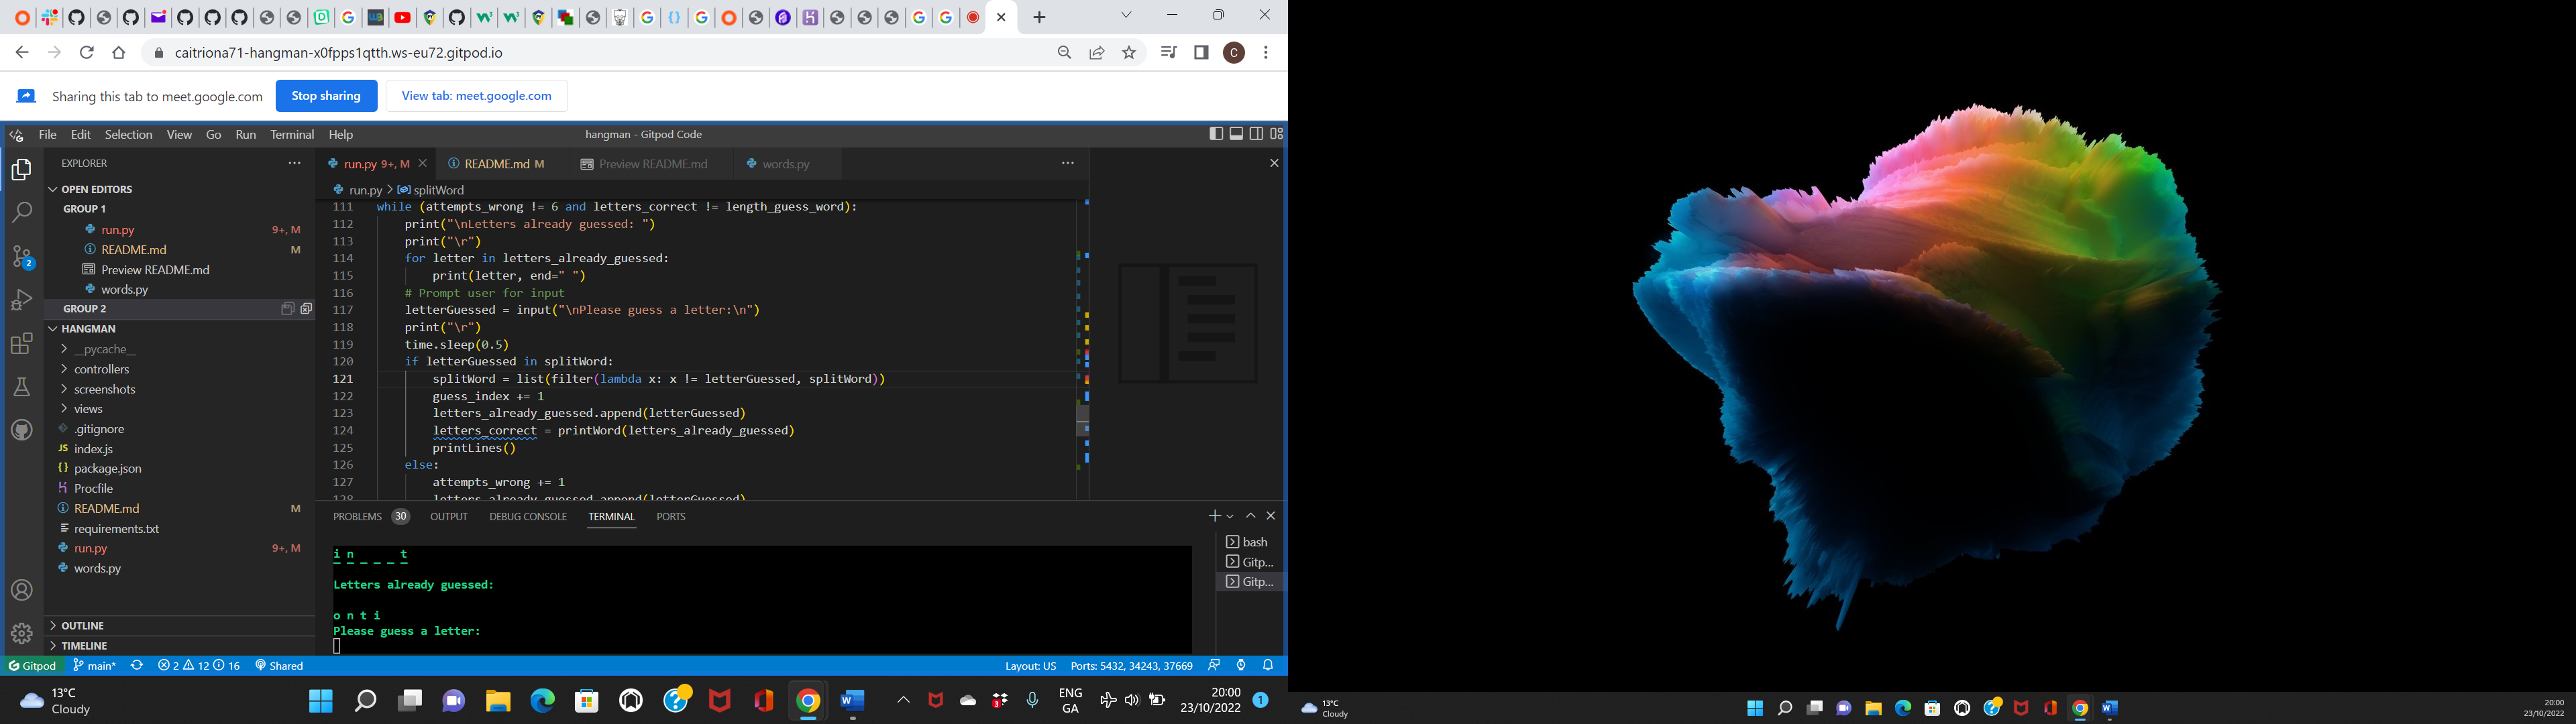 caitriona71-hangman-x0fpps1qtth.ws-eu72.gitpod.io
C
Sharing this tab to meet.google.com
Stop sharing
View tab: meet.google.com
File Edit Selection View Go Run Terminal Help
hangman - Gitpod Code
EXPLORER
OPEN EDITORS
GROUP 1
run.py 9+, M
README.md M
Preview README.md
words.py
GROUP 2
HANGMAN
__pycache__
controllers
screenshots
views
.gitignore
JS index.js
{} package.json
Procfile
README.md M
requirements.txt
run.py 9+, M
words.py
OUTLINE
TIMELINE
2
run.py 9+, M
README.md M
Preview README.md
words.py
run.py > splitWord
111 while (attempts_wrong != 6 and letters_correct != length_guess_word):
112 print("\nLetters already guessed: ")
113 print("\r")
114 for letter in letters_already_guessed:
115 print(letter, end=" ")
116 # Prompt user for input
117 letterGuessed = input("\nPlease guess a letter:\n")
118 print("\r")
119 time.sleep(0.5)
120 if letterGuessed in splitWord:
121 splitWord = list(filter(lambda x: x != letterGuessed, splitWord))
122 guess_index += 1
123 letters_already_guessed.append(letterGuessed)
124 letters_correct = printWord(letters_already_guessed)
125 printLines()
126 else:
127 attempts_wrong += 1
128 letters_already_guessed.append(letterGuessed)
PROBLEMS 30 OUTPUT DEBUG CONSOLE TERMINAL PORTS
i n t
Letters already guessed:
o n t i
Please guess a letter:
bash
Gitp...
Gitp...
Gitpod main* 2 12 16 Shared
Layout: US Ports: 5432, 34243, 37669
13°C
Cloudy
ENG
GA
20:00
23/10/2022
1
13°C
Cloudy
20:00
23/10/2022